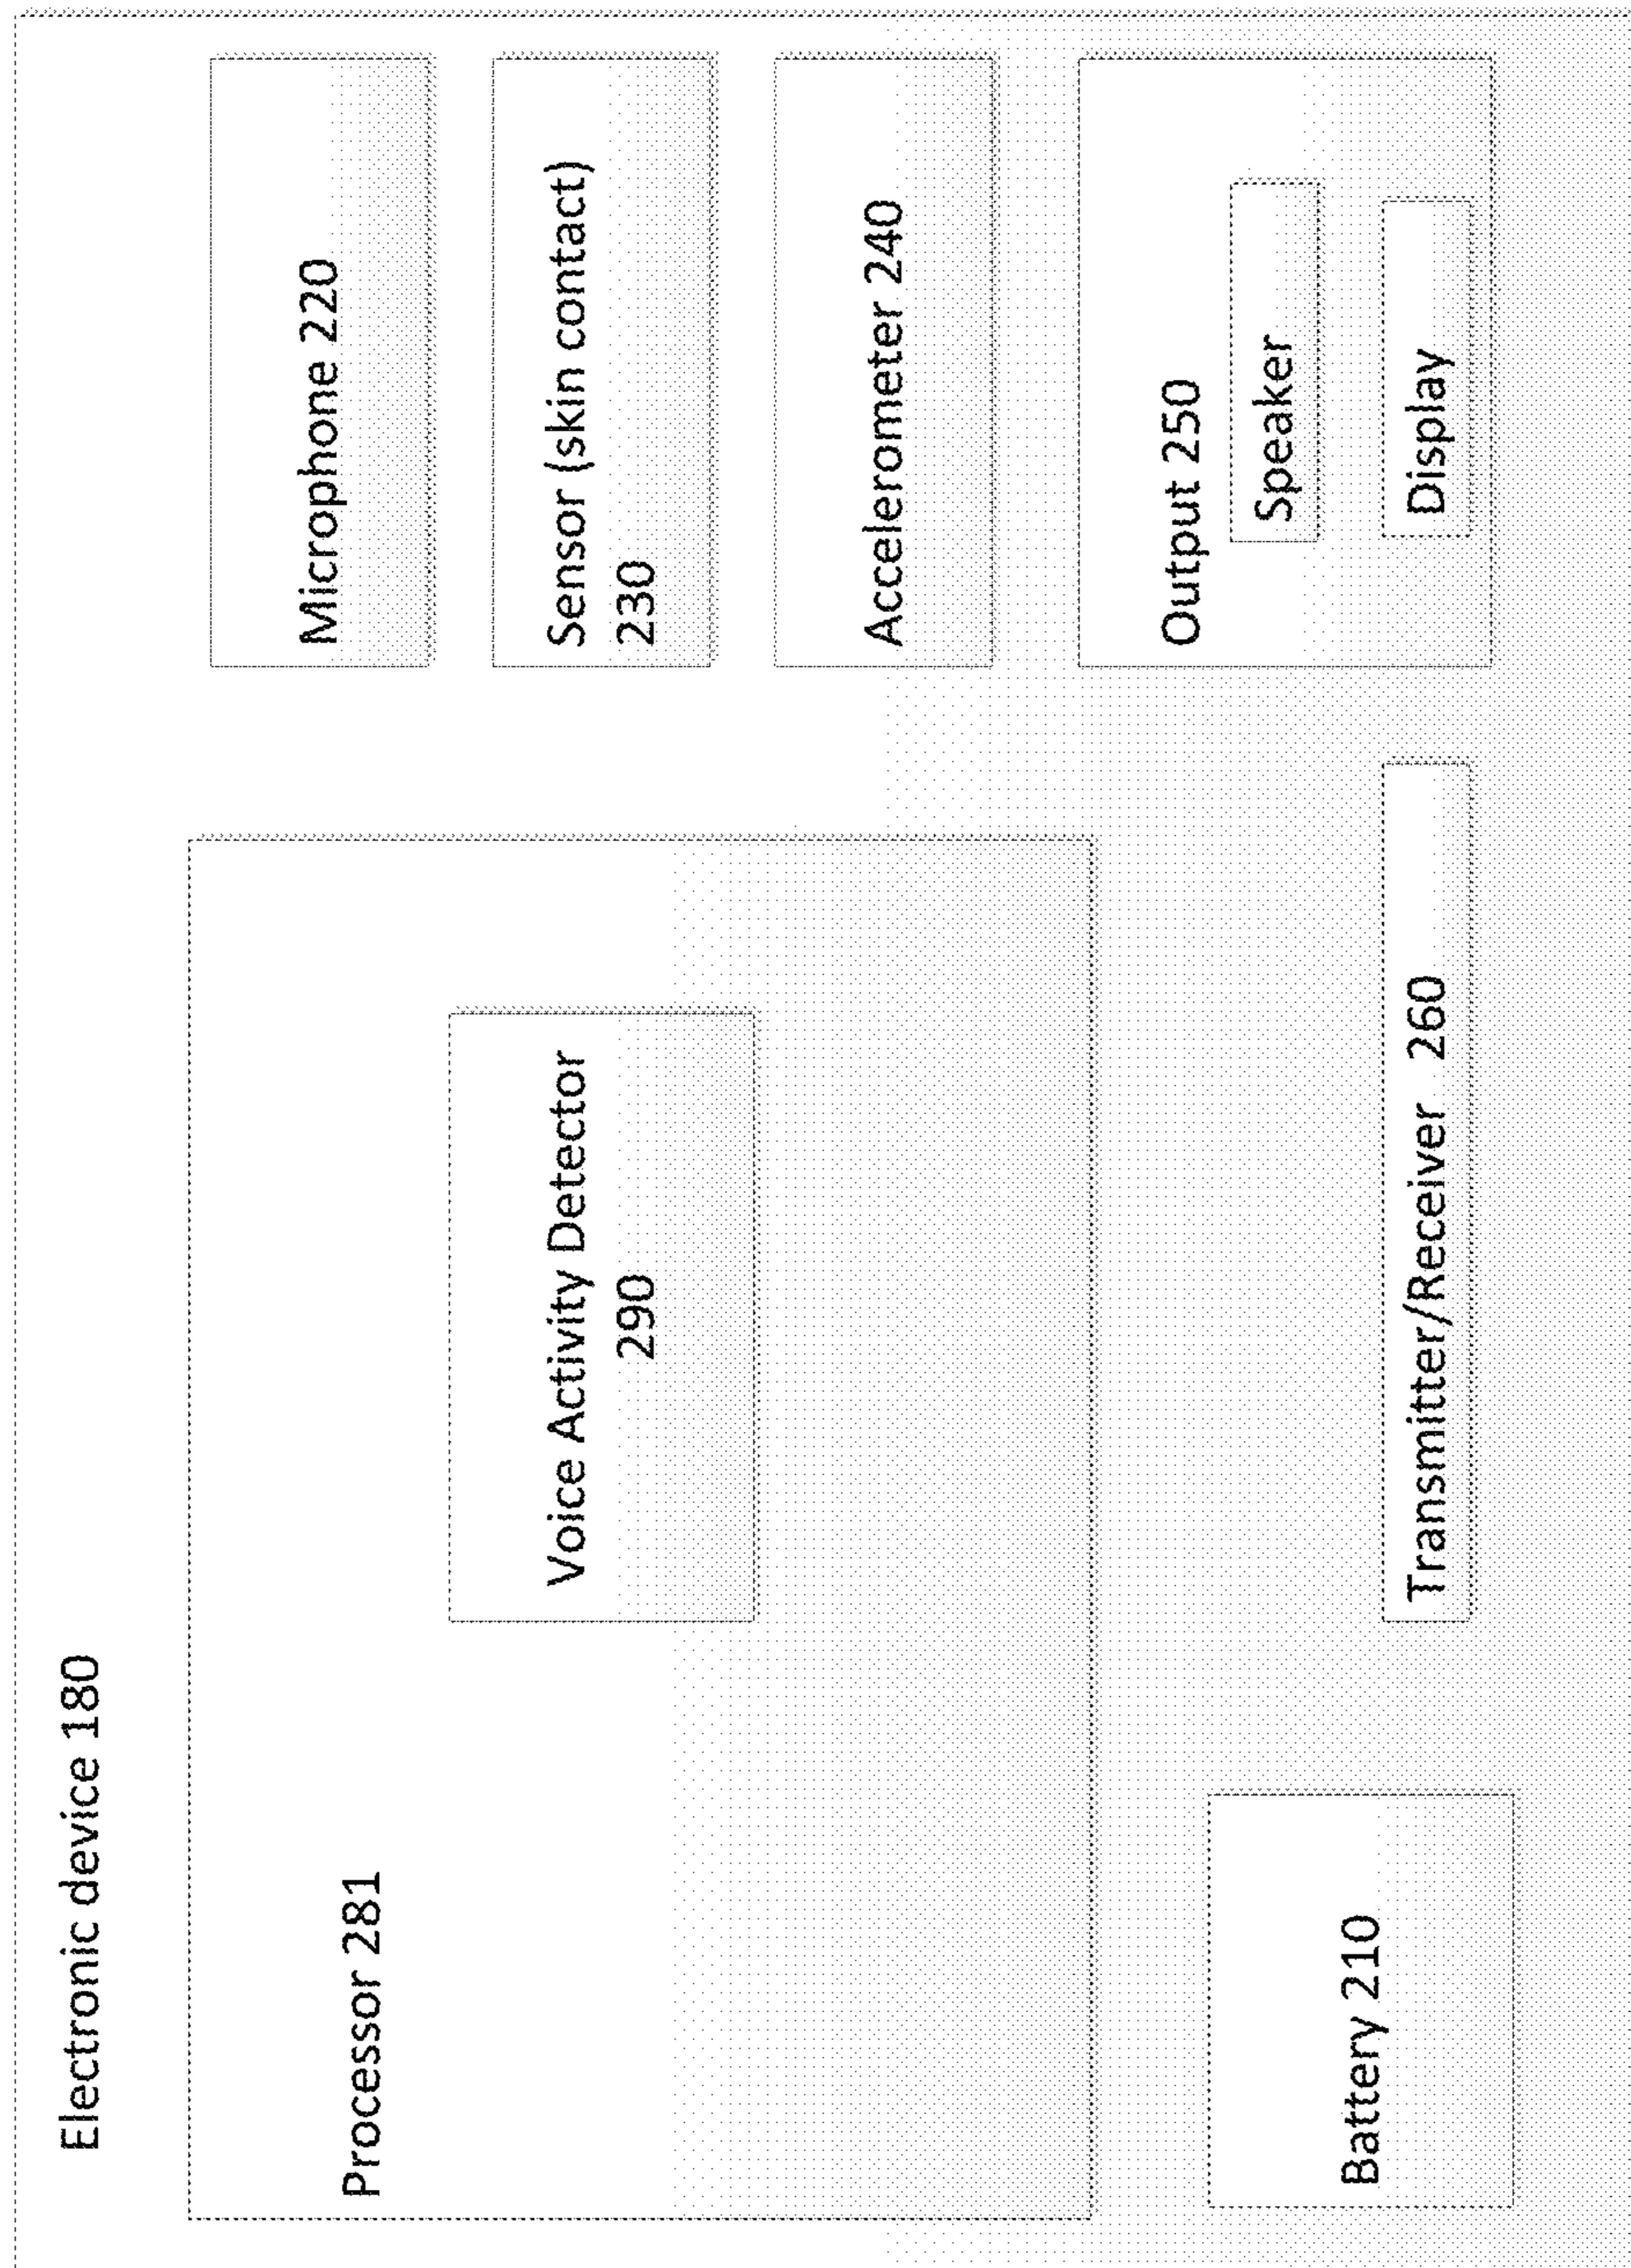 Electronic device 180
Processor 281
Voice Activity Detector
290
Microphone 220
Sensor (skin contact)
230
Accelerometer 240
Output 250
Speaker
Display
Transmitter/Receiver 260
Battery 210